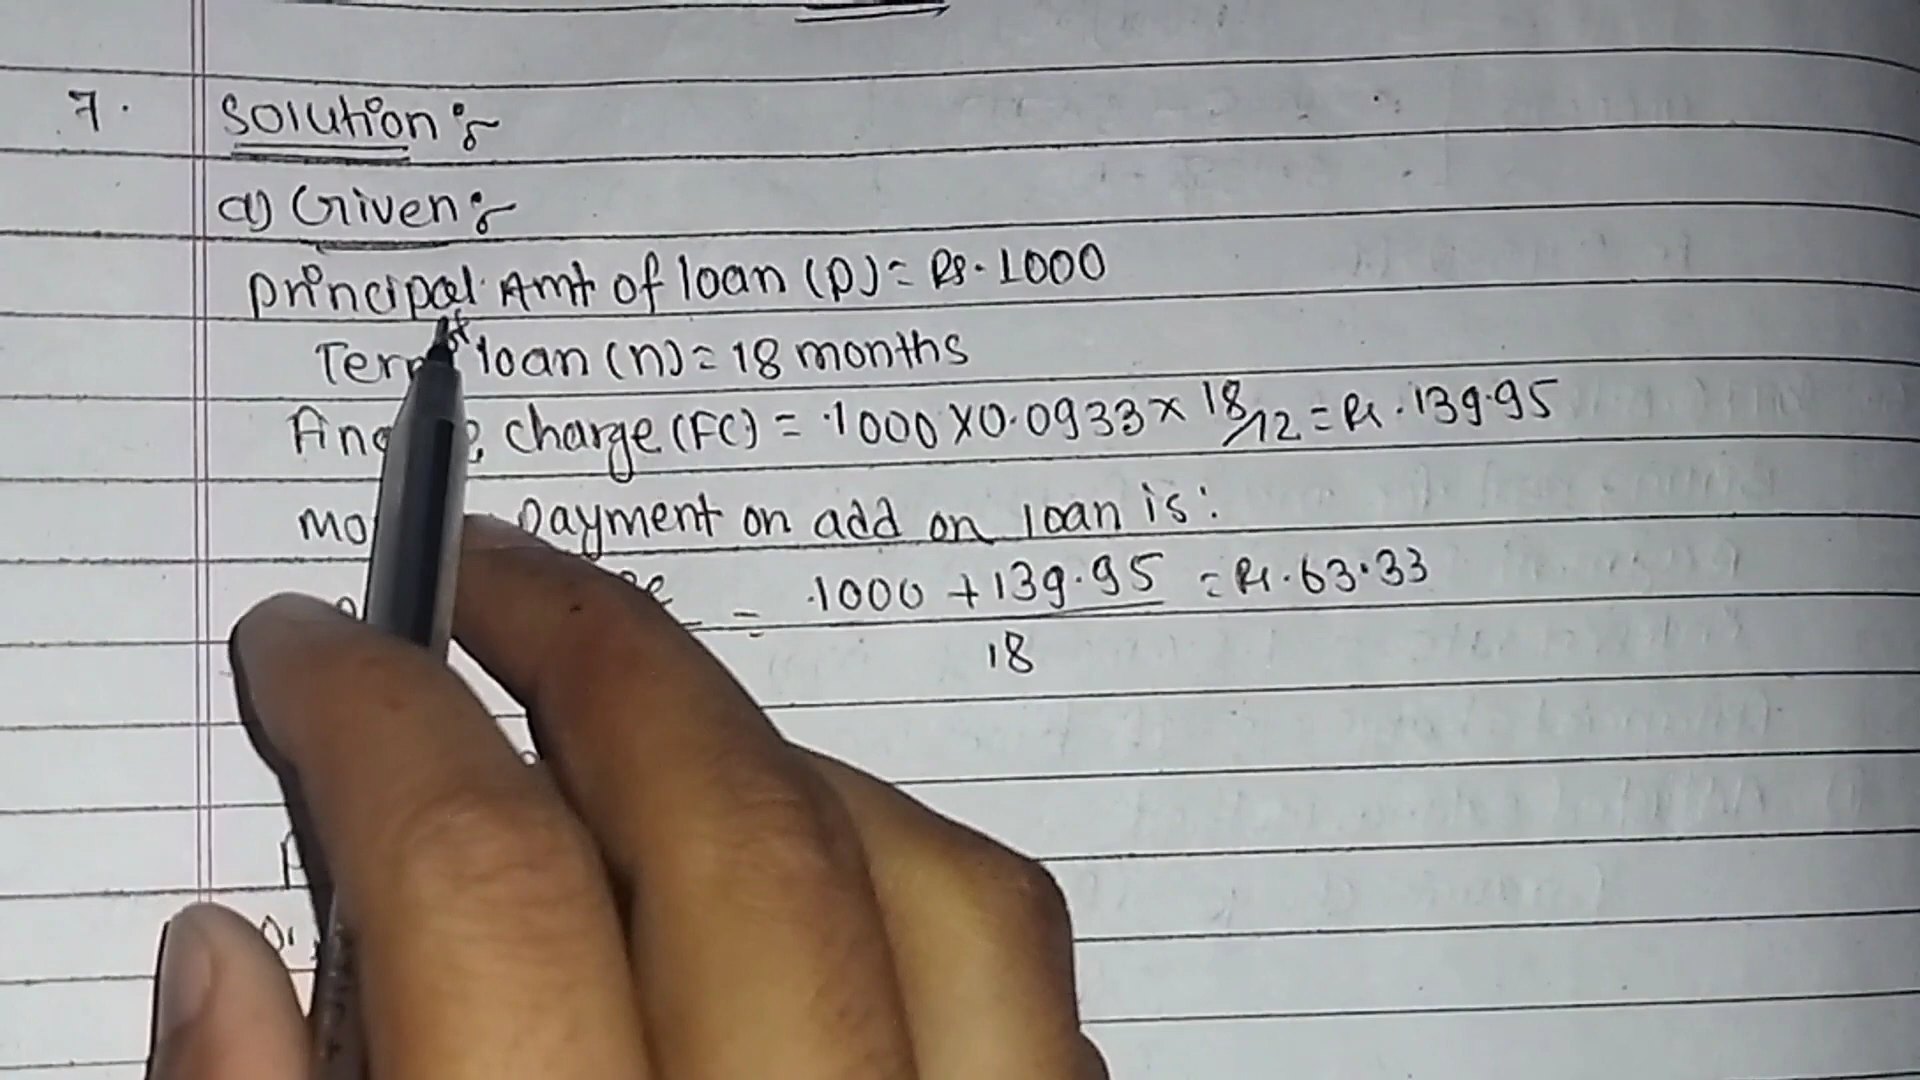 7. Solution :-
a) Given :-
Principal Amt of loan (P) = Rs. 1000
of loan (n) = 18 months
charge (FC) = 1000 x 0.0933 x 18/12 = Rs. 139.95
payment on add on loan is:
= 1000 + 139.95 = Rs. 63.33
18